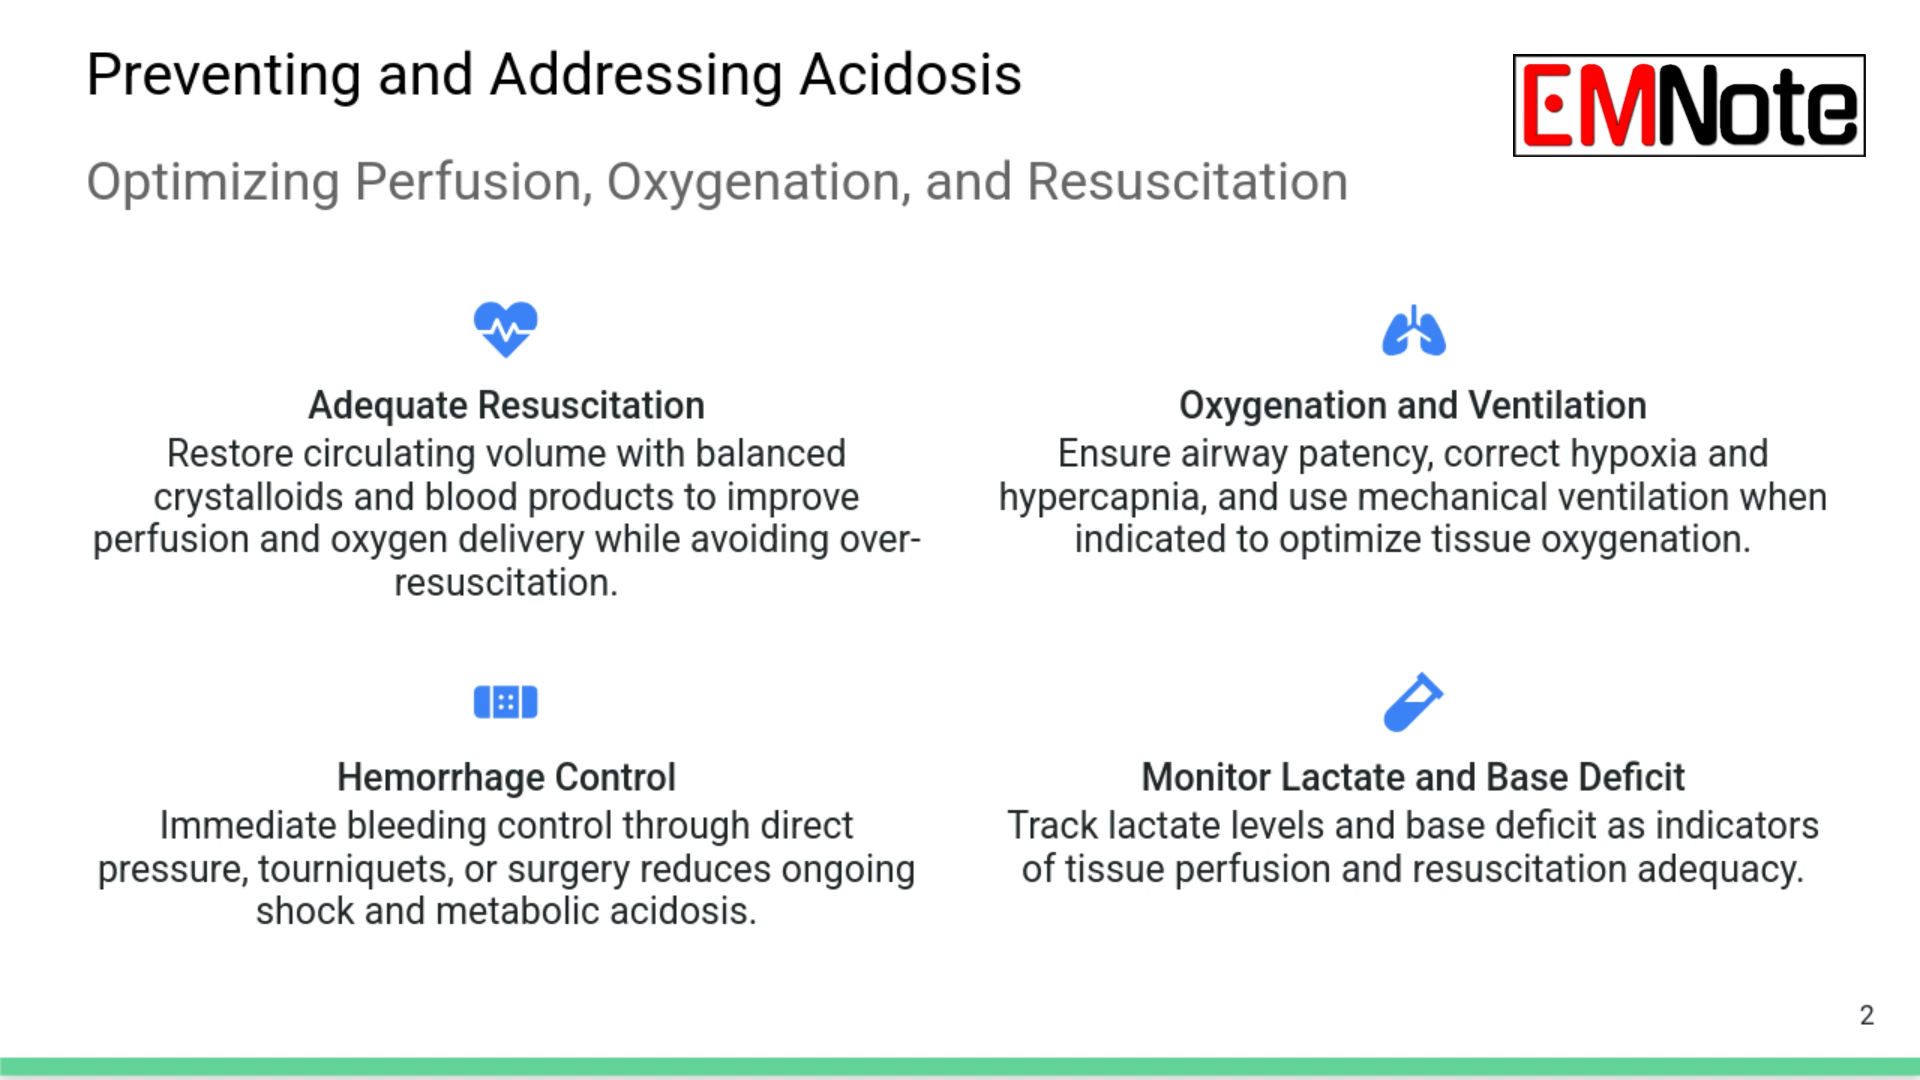 Preventing and Addressing Acidosis
EMNote
Optimizing Perfusion, Oxygenation, and Resuscitation
Adequate Resuscitation
Restore circulating volume with balanced
crystalloids and blood products to improve
perfusion and oxygen delivery while avoiding over-
resuscitation.
Oxygenation and Ventilation
Ensure airway patency, correct hypoxia and
hypercapnia, and use mechanical ventilation when
indicated to optimize tissue oxygenation.
Hemorrhage Control
Immediate bleeding control through direct
pressure, tourniquets, or surgery reduces ongoing
shock and metabolic acidosis.
Monitor Lactate and Base Deficit
Track lactate levels and base deficit as indicators
of tissue perfusion and resuscitation adequacy.
2